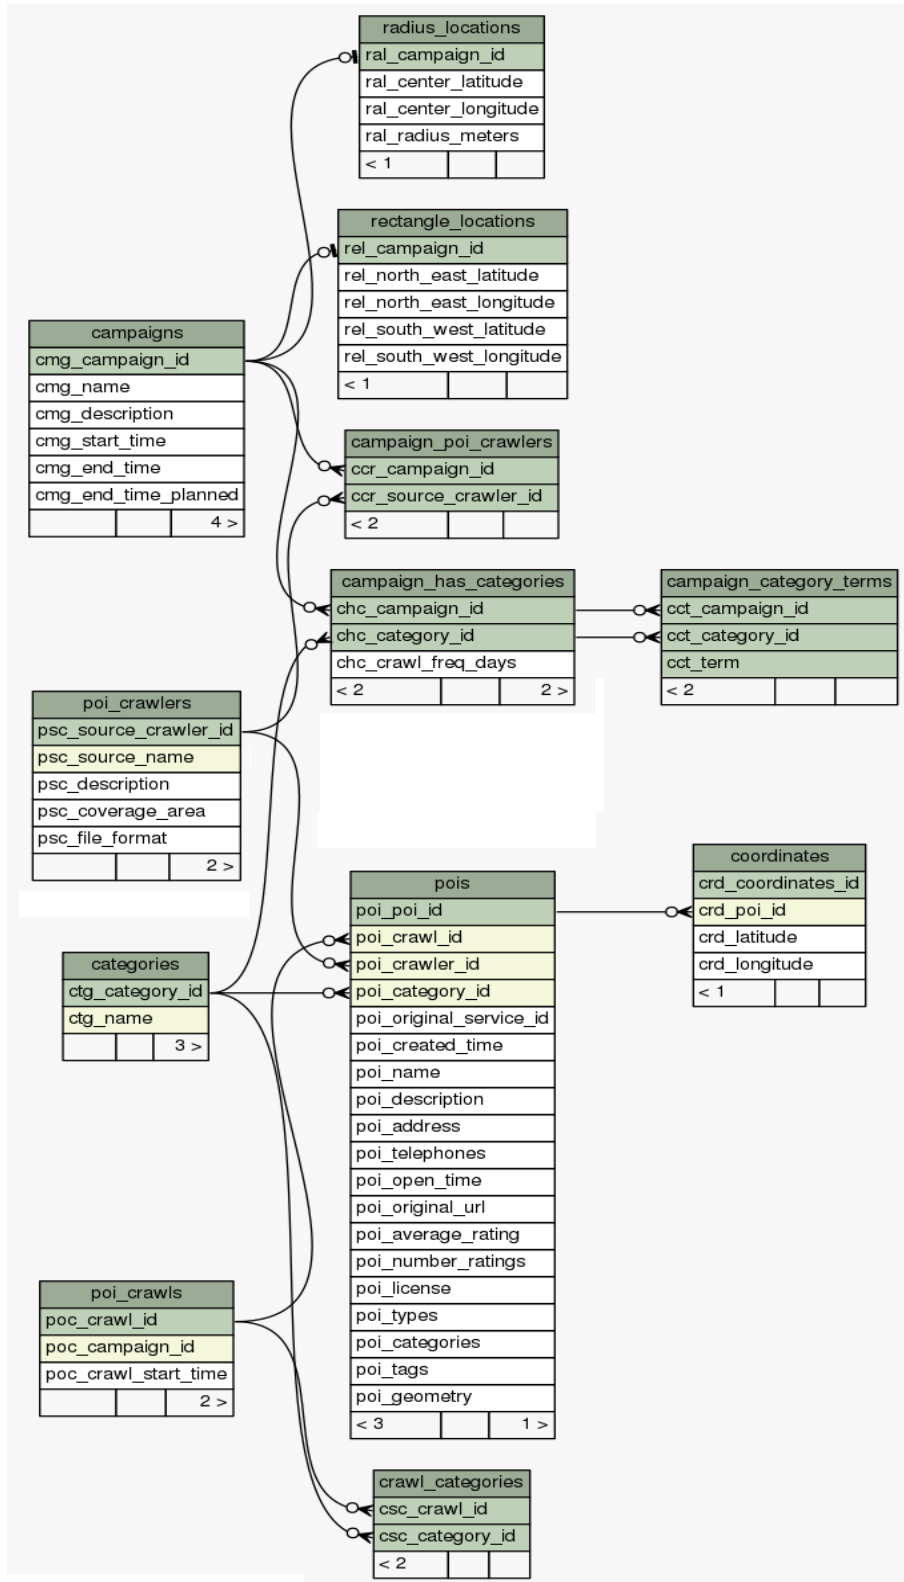 radius_locations
ral_campaign_id
ral_center_latitude
ral_center_longitude
ral_radius_meters
< 1
rectangle_locations
rel_campaign_id
rel_north_east_latitude
rel_north_east_longitude
rel_south_west_latitude
rel_south_west_longitude
< 1
campaigns
cmg_campaign_id
cmg_name
cmg_description
cmg_start_time
cmg_end_time
cmg_end_time_planned
4 >
campaign_poi_crawlers
ccr_campaign_id
ccr_source_crawler_id
< 2
campaign_has_categories
chc_campaign_id
chc_category_id
chc_crawl_freq_days
< 2 2 >
campaign_category_terms
cct_campaign_id
cct_category_id
cct_term
< 2
poi_crawlers
psc_source_crawler_id
psc_source_name
psc_description
psc_coverage_area
psc_file_format
2 >
pois
poi_poi_id
poi_crawl_id
poi_crawler_id
poi_category_id
poi_original_service_id
poi_created_time
poi_name
poi_description
poi_address
poi_telephones
poi_open_time
poi_original_url
poi_average_rating
poi_number_ratings
poi_license
poi_types
poi_categories
poi_tags
poi_geometry
< 3 1 >
coordinates
crd_coordinates_id
crd_poi_id
crd_latitude
crd_longitude
< 1
categories
ctg_category_id
ctg_name
3 >
poi_crawls
poc_crawl_id
poc_campaign_id
poc_crawl_start_time
2 >
crawl_categories
csc_crawl_id
csc_category_id
< 2